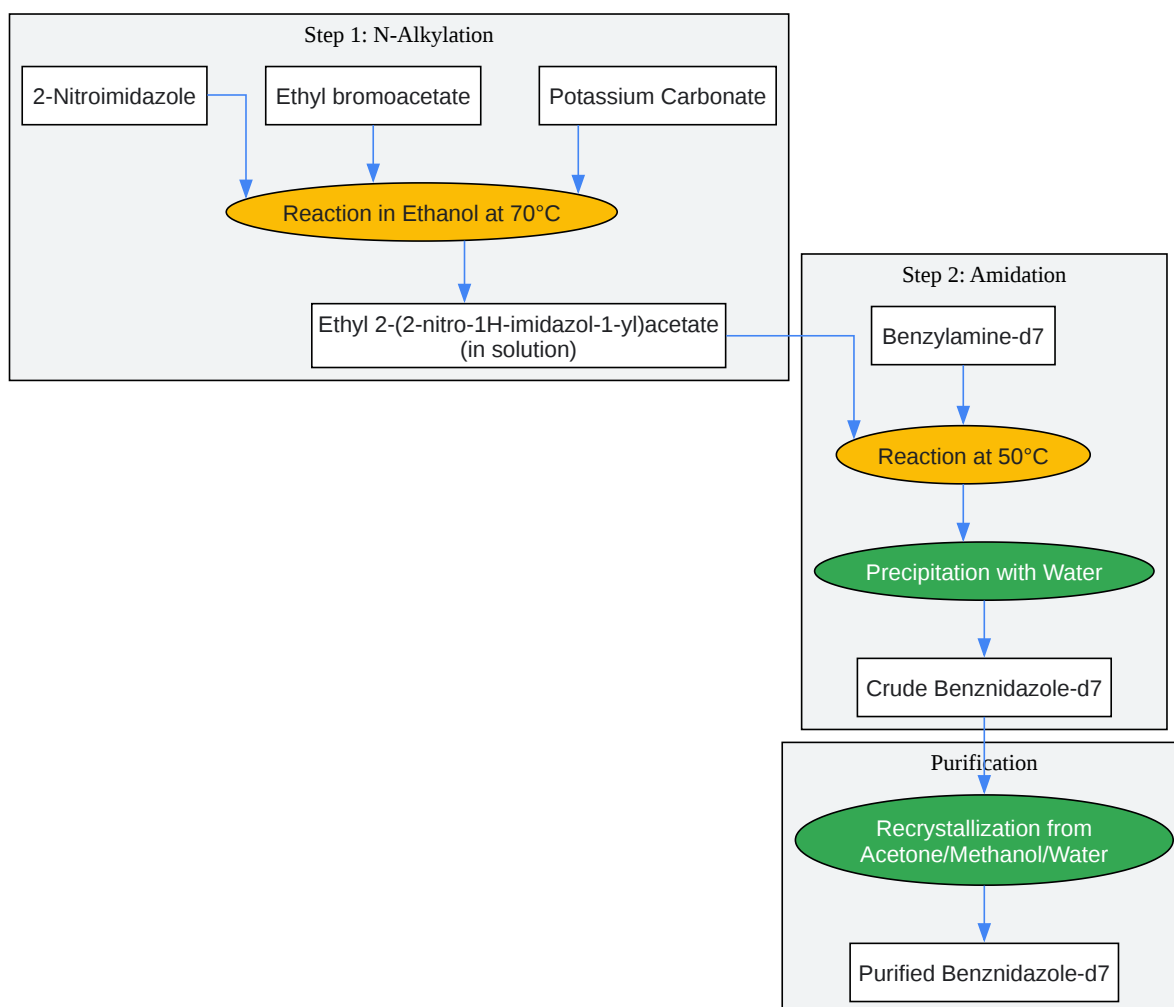 Step 1: N-Alkylation
2-Nitroimidazole
Ethyl bromoacetate
Potassium Carbonate
Reaction in Ethanol at 70°C
Ethyl 2-(2-nitro-1H-imidazol-1-yl)acetate
(in solution)
Step 2: Amidation
Benzylamine-d7
Reaction at 50°C
Precipitation with Water
Crude Benznidazole-d7
Purification
Recrystallization from
Acetone/Methanol/Water
Purified Benznidazole-d7